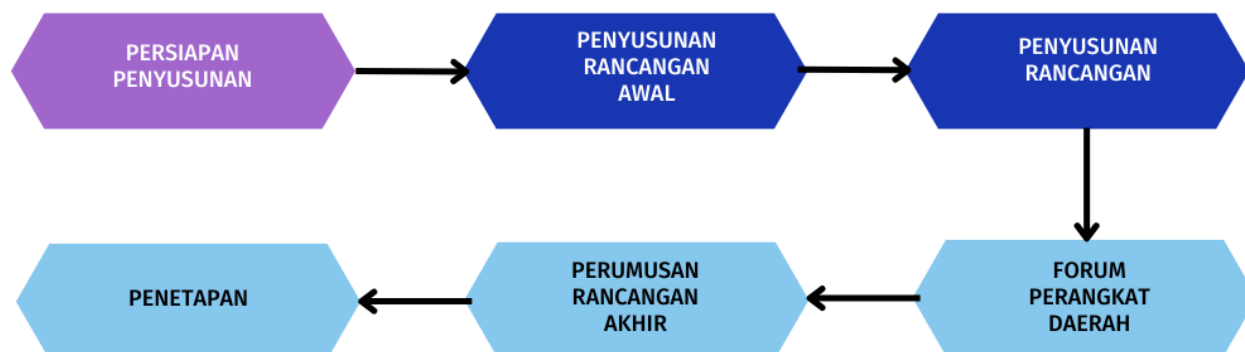 PERSIAPAN
PENYUSUNAN
PENYUSUNAN
RANCANGAN
AWAL
PENYUSUNAN
RANCANGAN
FORUM
PERANGKAT
DAERAH
PERUMUSAN
RANCANGAN
AKHIR
PENETAPAN